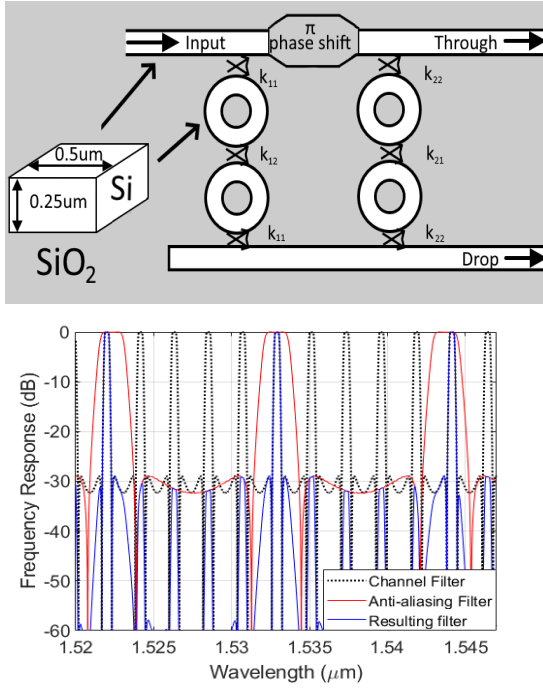 π
phase shift
Input
Through
k11
k22
k12
k21
0.5um
Si
0.25um
SiO2
k11
k22
Drop
Frequency Response (dB)
0
-10
-20
-30
-40
-50
-60
Channel Filter
Anti-aliasing Filter
Resulting filter
1.52
1.525
1.53
1.535
1.54
1.545
Wavelength (μm)